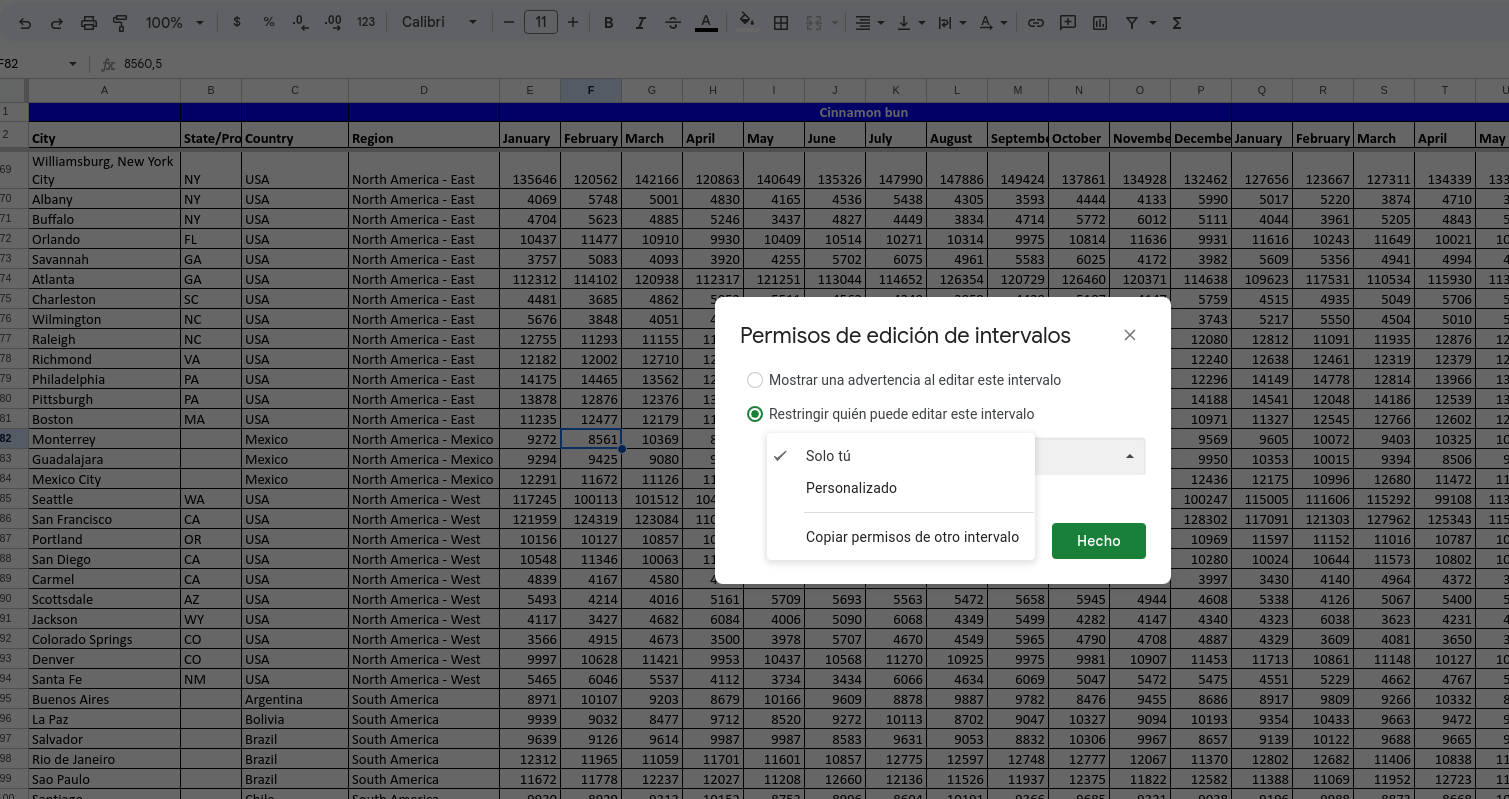 100% $ % .0 .00 123 Calibri 11 B I S A
F82 fx 8560,5
A B C D E F G H I J K L M N O P Q R S T U
1 Cinnamon bun
2 City State/Pro Country Region January February March April May June July August Septembe October Novembe Decembe January February March April May
69 Williamsburg, New York
City NY USA North America - East 135646 120562 142166 120863 140649 135326 147990 147886 149424 137861 134928 132462 127656 123667 127311 134339 133
70 Albany NY USA North America - East 4069 5748 5001 4830 4165 4536 5438 4305 3593 4444 4133 5990 5017 5220 3874 4710 3
71 Buffalo NY USA North America - East 4704 5623 4885 5246 3437 4827 4449 3834 4714 5772 6012 5111 4044 3961 5205 4843 5
72 Orlando FL USA North America - East 10437 11477 10910 9930 10409 10514 10271 10314 9975 10814 11636 9931 11616 10243 11649 10021 10
73 Savannah GA USA North America - East 3757 5083 4093 3920 4255 5702 6075 4961 5583 6025 4172 3982 5609 5356 4941 4994 4
74 Atlanta GA USA North America - East 112312 114102 120938 112317 121251 113044 114652 126354 120729 126460 120371 114638 109623 117531 110534 115930 113
75 Charleston SC USA North America - East 4481 3685 4862 5759 4515 4935 5049 5706
76 Wilmington NC USA North America - East 5676 3848 4051 4 3743 5217 5550 4504 5010 5
77 Raleigh NC USA North America - East 12755 11293 11155 11 12080 12812 11091 11935 12876 12
78 Richmond VA USA North America - East 12182 12002 12710 12240 12638 12461 12319 12379 12
79 Philadelphia PA USA North America - East 14175 14465 13562 12 12296 14149 14778 12814 13966 13
80 Pittsburgh PA USA North America - East 13878 12876 12376 13 14188 14541 12048 14186 12539 13
81 Boston MA USA North America - East 11235 12477 12179 11 10971 11327 12545 12766 12602 12
82 Monterrey Mexico North America - Mexico 9272 8561 10369 8 9569 9605 10072 9403 10325 10
83 Guadalajara Mexico North America - Mexico 9294 9425 9080 9950 10353 10015 9394 8506
84 Mexico City Mexico North America - Mexico 12291 11672 11126 11 12436 12175 10996 12680 11472 11
85 Seattle WA USA North America - West 117245 100113 101512 104 100247 115005 111606 115292 99108 113
86 San Francisco CA USA North America - West 121959 124319 123084 110 128302 117091 121303 127962 125343 115
87 Portland OR USA North America - West 10156 10127 10857 10 10969 11597 11152 11016 10787 10
88 San Diego CA USA North America - West 10548 11346 10063 11 10280 10024 10644 11573 10802 10
89 Carmel CA USA North America - West 4839 4167 4580 4 3997 3430 4140 4964 4372 3
90 Scottsdale AZ USA North America - West 5493 4214 4016 5161 5709 5693 5563 5472 5658 5945 4944 4608 5338 4126 5067 5400 5
91 Jackson WY USA North America - West 4117 3427 4682 6084 4006 5090 6068 4349 5499 4282 4147 4340 4323 6038 3623 4231 4
92 Colorado Springs CO USA North America - West 3566 4915 4673 3500 3978 5707 4670 4549 5965 4790 4708 4887 4329 3609 4081 3650 3
93 Denver CO USA North America - West 9997 10628 11421 9953 10437 10568 11270 10925 9975 9981 10907 11453 11713 10861 11148 10127 10
94 Santa Fe NM USA North America - West 5465 6046 5537 4112 3734 3434 6066 4634 6069 5047 5472 5475 4551 5229 4662 4767 5
95 Buenos Aires Argentina South America 8971 10107 9203 8679 10166 9609 8878 9887 9782 8476 9455 8686 8917 9809 9266 10332 8
96 La Paz Bolivia South America 9939 9032 8477 9712 8520 9272 10113 8702 9047 10327 9094 10193 9354 10433 9663 9472
97 Salvador Brazil South America 9639 9126 9614 9987 9987 8583 9631 9053 8832 10306 9967 8657 9139 10122 9688 9665 9
98 Rio de Janeiro Brazil South America 12312 11965 11059 11701 11601 10857 12775 12597 12748 12777 12067 11370 12802 12682 11406 10838 11
99 Sao Paulo Brazil South America 11672 11778 12237 12027 11208 12660 12136 11526 11937 12375 11822 12582 11388 11069 11952 12723 11
Permisos de edición de intervalos
Mostrar una advertencia al editar este intervalo
Restringir quién puede editar este intervalo
Solo tú
Personalizado
Copiar permisos de otro intervalo
Hecho